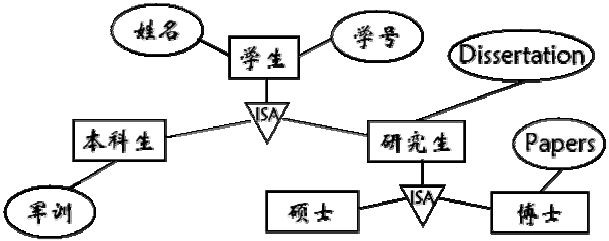 姓名
学号
学生
Dissertation
ISA
本科生
研究生
Papers
军训
硕士
ISA
博士